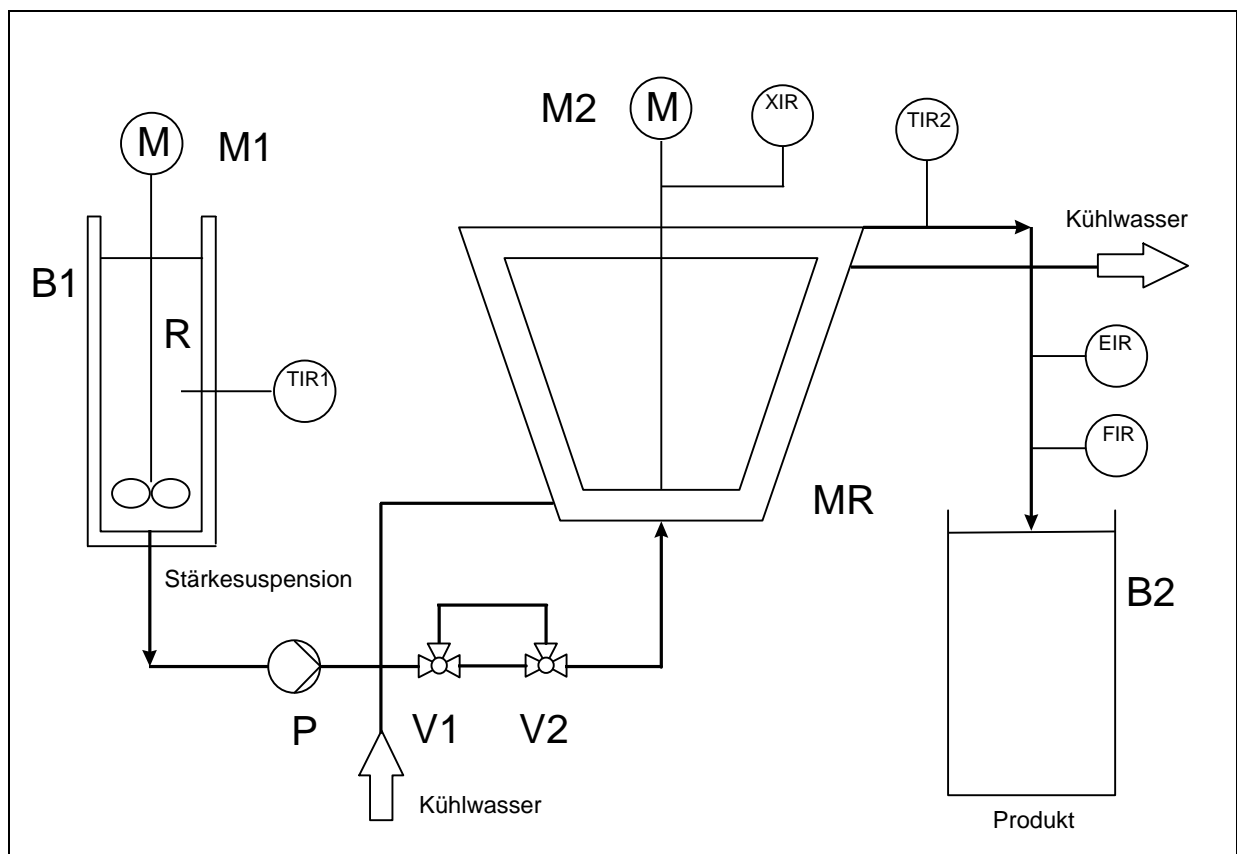 M2
M
XIR
TIR2
M
M1
Kühlwasser
B1
R
EIR
TIR1
FIR
MR
Stärkesuspension
B2
P
V1
V2
Kühlwasser
Produkt